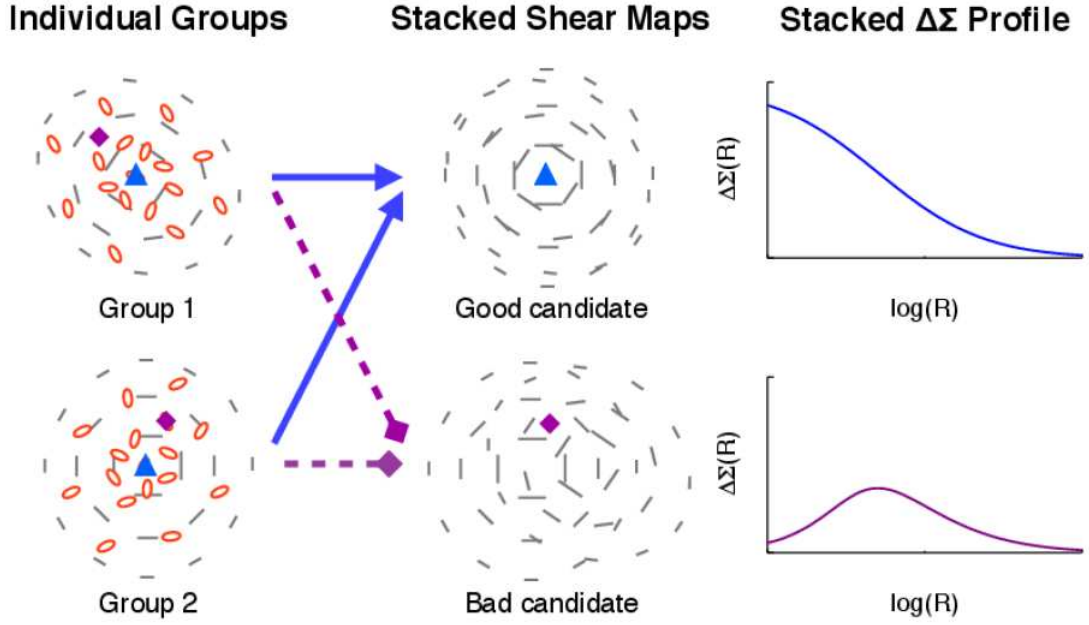 Individual Groups
Stacked Shear Maps
Stacked ΔΣ Profile
ΔΣ(R)
Group 1
Good candidate
log(R)
ΔΣ(R)
Group 2
Bad candidate
log(R)